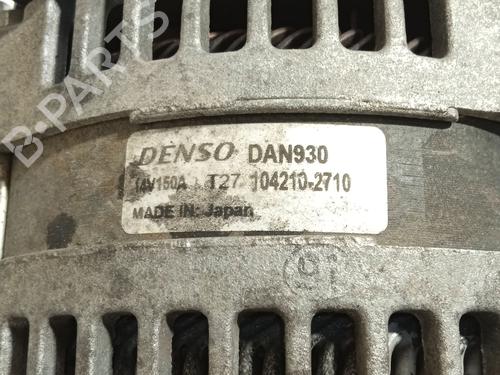 B-PARTS
DENSO DAN930
14V150A T27 104210-2710
MADE IN: Japan